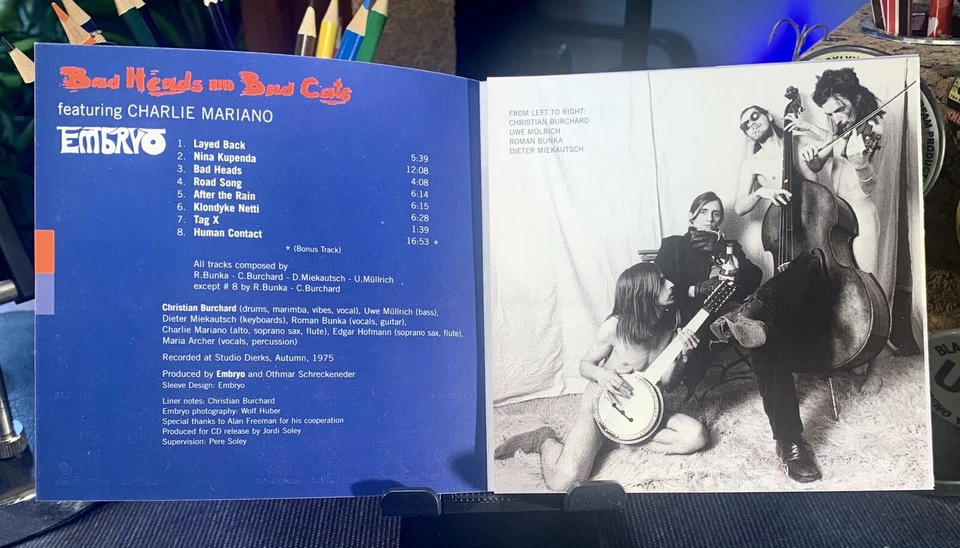 Bad Heads and Bad Cats
featuring CHARLIE MARIANO
EMBRYO
1. Layed Back 5:39
2. Nina Kupenda 12:08
3. Bad Heads 4:08
4. Road Song 6:14
5. After the Rain 6:15
6. Klondyke Netti 6:28
7. Tag X 1:39
8. Human Contact 16:53 *
* (Bonus Track)
All tracks composed by
R.Bunka - C.Burchard - D.Miekautsch - U.Müllrich
except # 8 by R.Bunka - C.Burchard
Christian Burchard (drums, marimba, vibes, vocal), Uwe Müllrich (bass),
Dieter Miekautsch (keyboards), Roman Bunka (vocals, guitar),
Charlie Mariano (alto, soprano sax, flute), Edgar Hofmann (soprano sax, flute),
Maria Archer (vocals, percussion)
Recorded at Studio Dierks, Autumn, 1975
Produced by Embryo and Othmar Schreckeneder
Sleeve Design: Embryo
Liner notes: Christian Burchard
Embryo photography: Wolf Huber
Special thanks to Alan Freeman for his cooperation
Produced for CD release by Jordi Soley
Supervision: Pere Soley
FROM LEFT TO RIGHT:
CHRISTIAN BURCHARD
UWE MÜLRICH
ROMAN BUNKA
DIETER MIEKAUTSCH